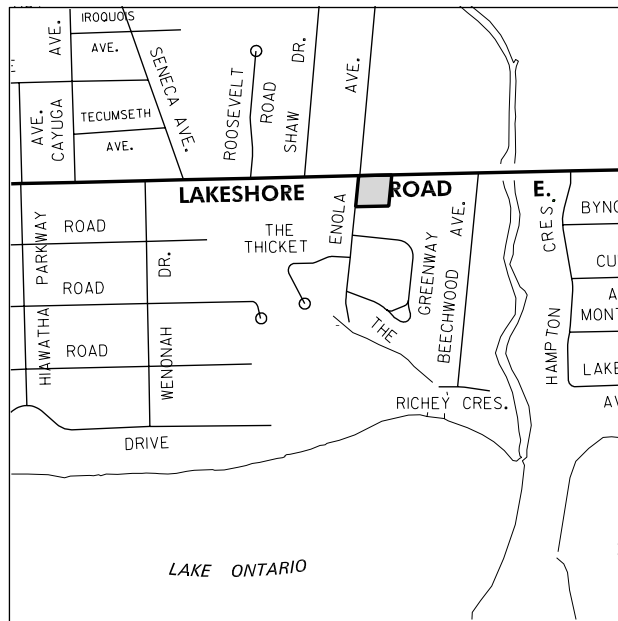 IROQUOIS
AVE.
AVE.
SENECA AVE.
TECUMSETH
AVE.
AVE.
CAYUGA
ROOSEVELT
ROAD
SHAW DR.
AVE.
LAKESHORE ROAD E.
PARKWAY
ROAD
THE
THICKET
ENOLA
AVE.
CRES.
DR.
GREENWAY
ROAD
BEECHWOOD
HAMPTON
THE
HIAWATHA
ROAD
WENONAH
RICHEY CRES.
DRIVE
BYNG
CU
A
MONT
LAKE
AV
LAKE ONTARIO